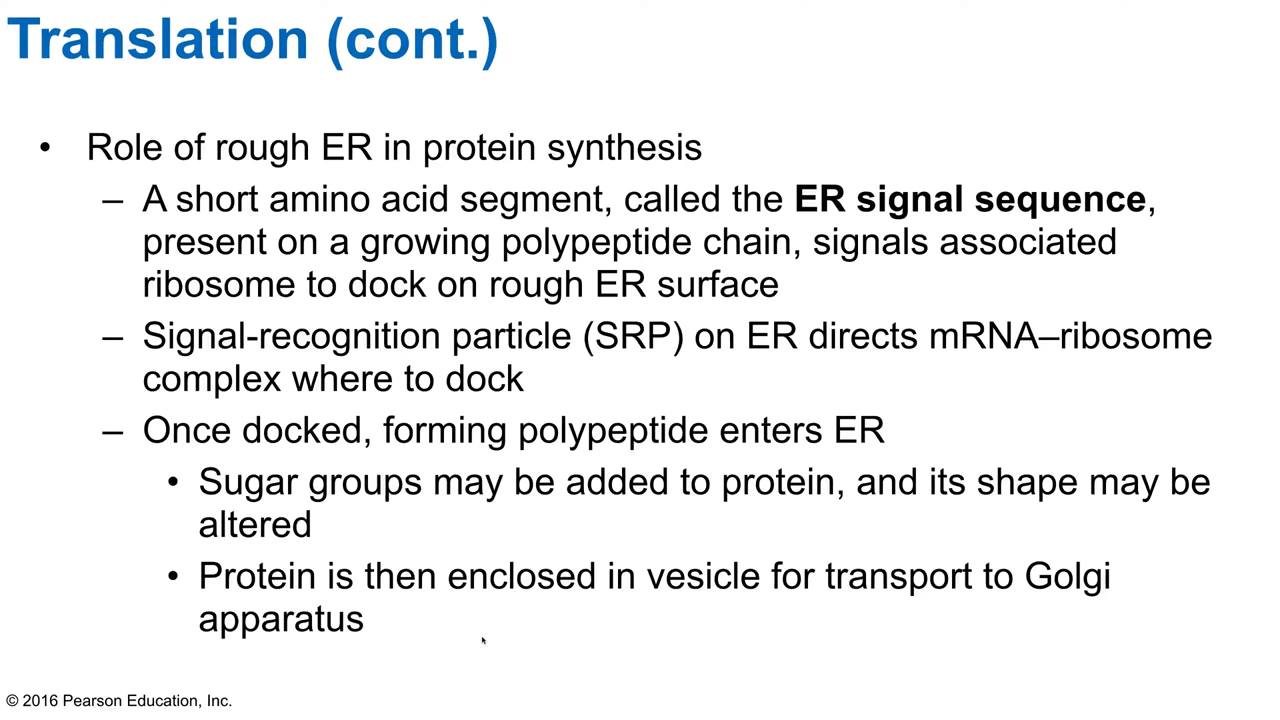 Translation (cont.)
• Role of rough ER in protein synthesis
– A short amino acid segment, called the ER signal sequence,
present on a growing polypeptide chain, signals associated
ribosome to dock on rough ER surface
– Signal-recognition particle (SRP) on ER directs mRNA–ribosome
complex where to dock
– Once docked, forming polypeptide enters ER
• Sugar groups may be added to protein, and its shape may be
altered
• Protein is then enclosed in vesicle for transport to Golgi
apparatus
© 2016 Pearson Education, Inc.